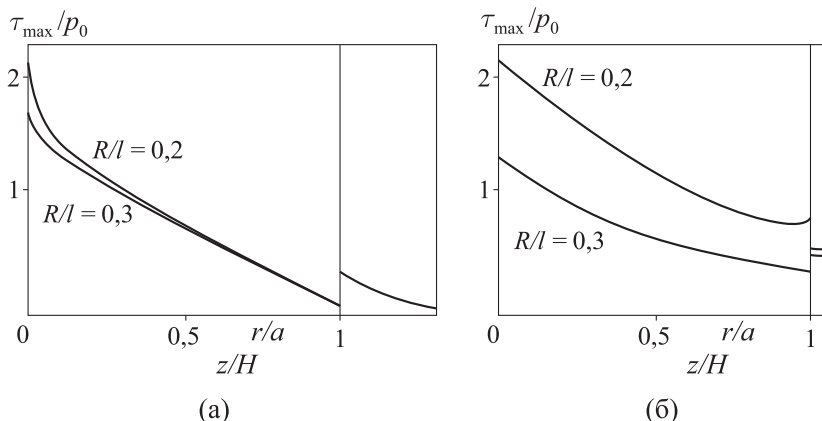 τmax/p0
2
R/l = 0,2
1
R/l = 0,3
0
0,5
r/a
1
z/H
(а)
τmax/p0
2
R/l = 0,2
1
R/l = 0,3
0
0,5
r/a
1
z/H
(б)